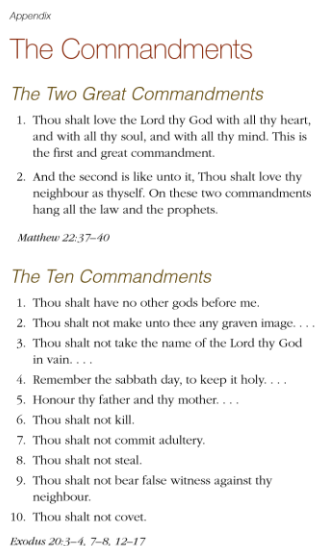 Appendix
The Commandments
The Two Great Commandments
1. Thou shalt love the Lord thy God with all thy heart,
and with all thy soul, and with all thy mind. This is
the first and great commandment.
2. And the second is like unto it, Thou shalt love thy
neighbour as thyself. On these two commandments
hang all the law and the prophets.
Matthew 22:37–40
The Ten Commandments
1. Thou shalt have no other gods before me.
2. Thou shalt not make unto thee any graven image. . . .
3. Thou shalt not take the name of the Lord thy God
in vain. . . .
4. Remember the sabbath day, to keep it holy. . . .
5. Honour thy father and thy mother. . . .
6. Thou shalt not kill.
7. Thou shalt not commit adultery.
8. Thou shalt not steal.
9. Thou shalt not bear false witness against thy
neighbour.
10. Thou shalt not covet.
Exodus 20:3–4, 7–8, 12–17